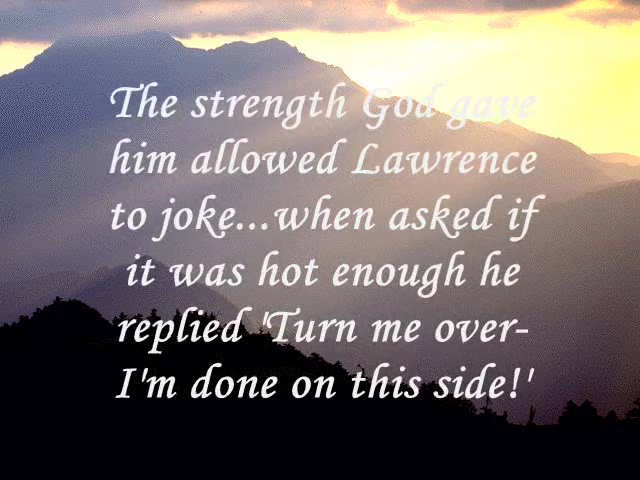 The strength God gave
him allowed Lawrence
to joke...when asked if
it was hot enough he
replied 'Turn me over-
I'm done on this side!'